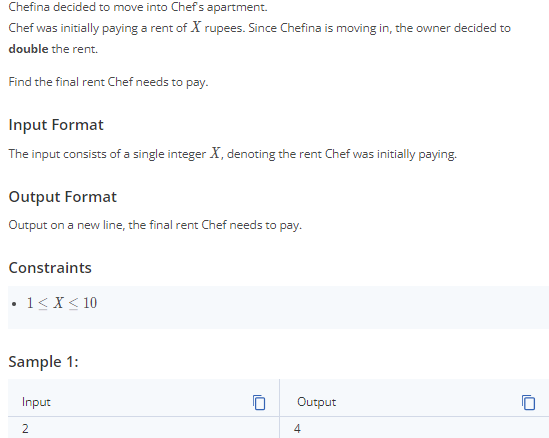 Chefina decided to move into Chef's apartment.
Chef was initially paying a rent of X rupees. Since Chefina is moving in, the owner decided to
double the rent.
Find the final rent Chef needs to pay.
Input Format
The input consists of a single integer X, denoting the rent Chef was initially paying.
Output Format
Output on a new line, the final rent Chef needs to pay.
Constraints
• 1 ≤ X ≤ 10
Sample 1:
Input Output
2 4